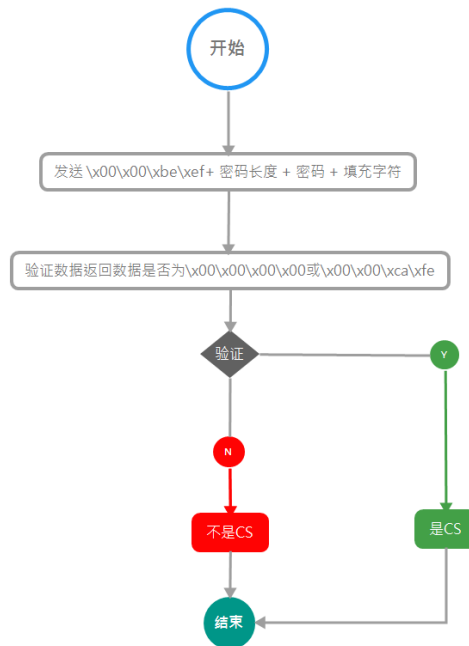 开始
发送 \x00\x00\xbe\xef+ 密码长度 + 密码 + 填充字符
验证数据返回数据是否为\x00\x00\x00\x00或\x00\x00\xca\xfe
验证
Y
N
不是CS
是CS
结束